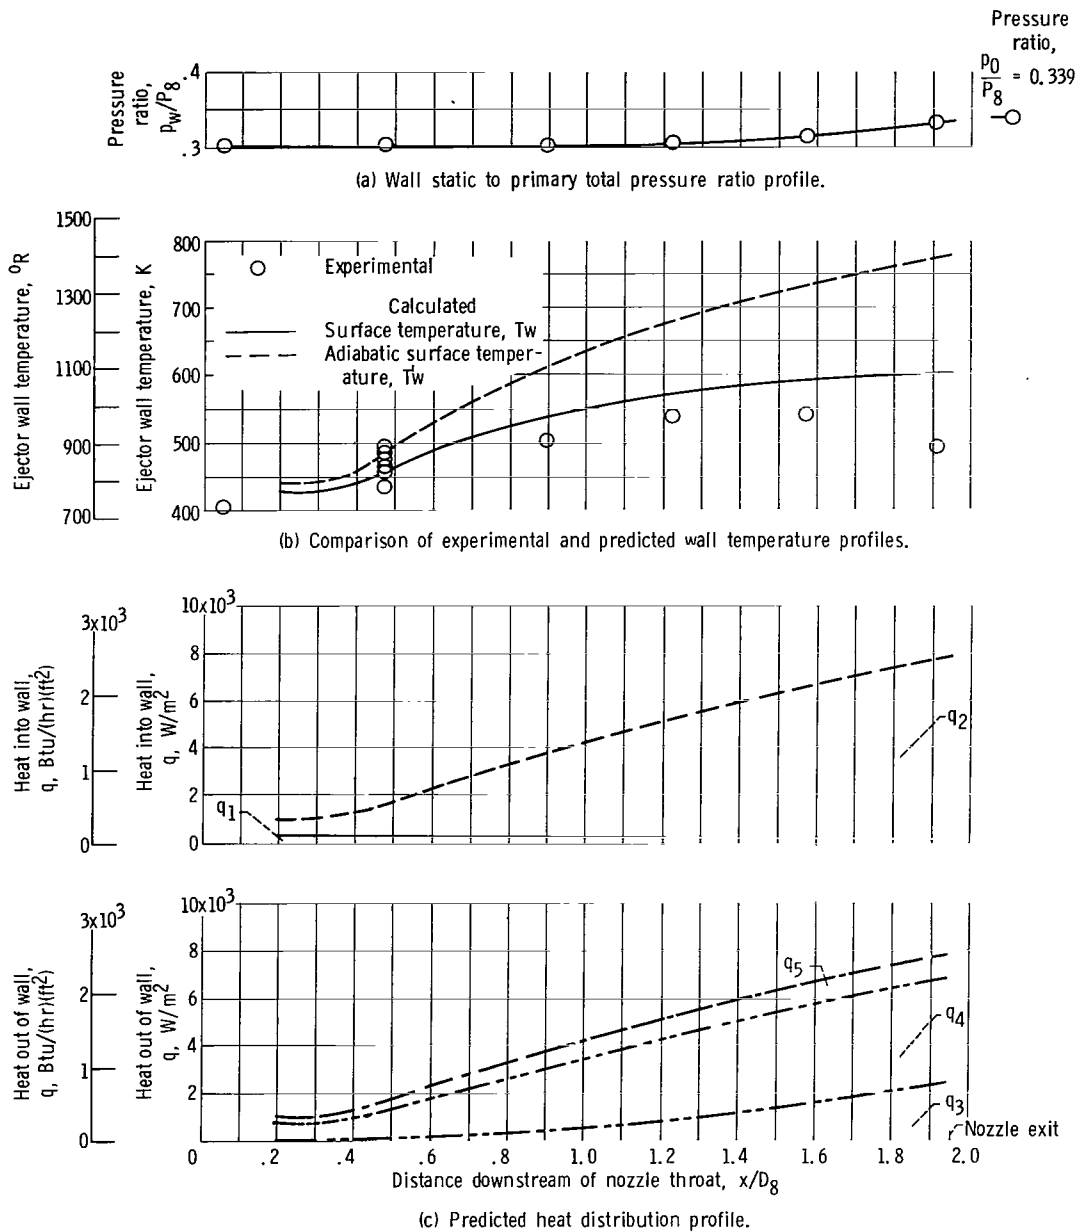 Pressure
ratio,
p0/P8 = 0.339
Pressure
ratio,
pw/P8
.4
.3
(a) Wall static to primary total pressure ratio profile.
Ejector wall temperature, °R
1500
1300
1100
900
700
Ejector wall temperature, K
800
700
600
500
400
Experimental
Calculated
Surface temperature, Tw
Adiabatic surface temper-
ature, T'w
(b) Comparison of experimental and predicted wall temperature profiles.
Heat into wall,
q, Btu/(hr)(ft2)
3x10^3
2
1
0
Heat into wall,
q, W/m2
10x10^3
8
6
4
2
0
q1
q2
Heat out of wall,
q, Btu/(hr)(ft2)
3x10^3
2
1
0
Heat out of wall,
q, W/m2
10x10^3
8
6
4
2
q5
q4
q3
Nozzle exit
0 .2 .4 .6 .8 1.0 1.2 1.4 1.6 1.8 2.0
Distance downstream of nozzle throat, x/D8
(c) Predicted heat distribution profile.